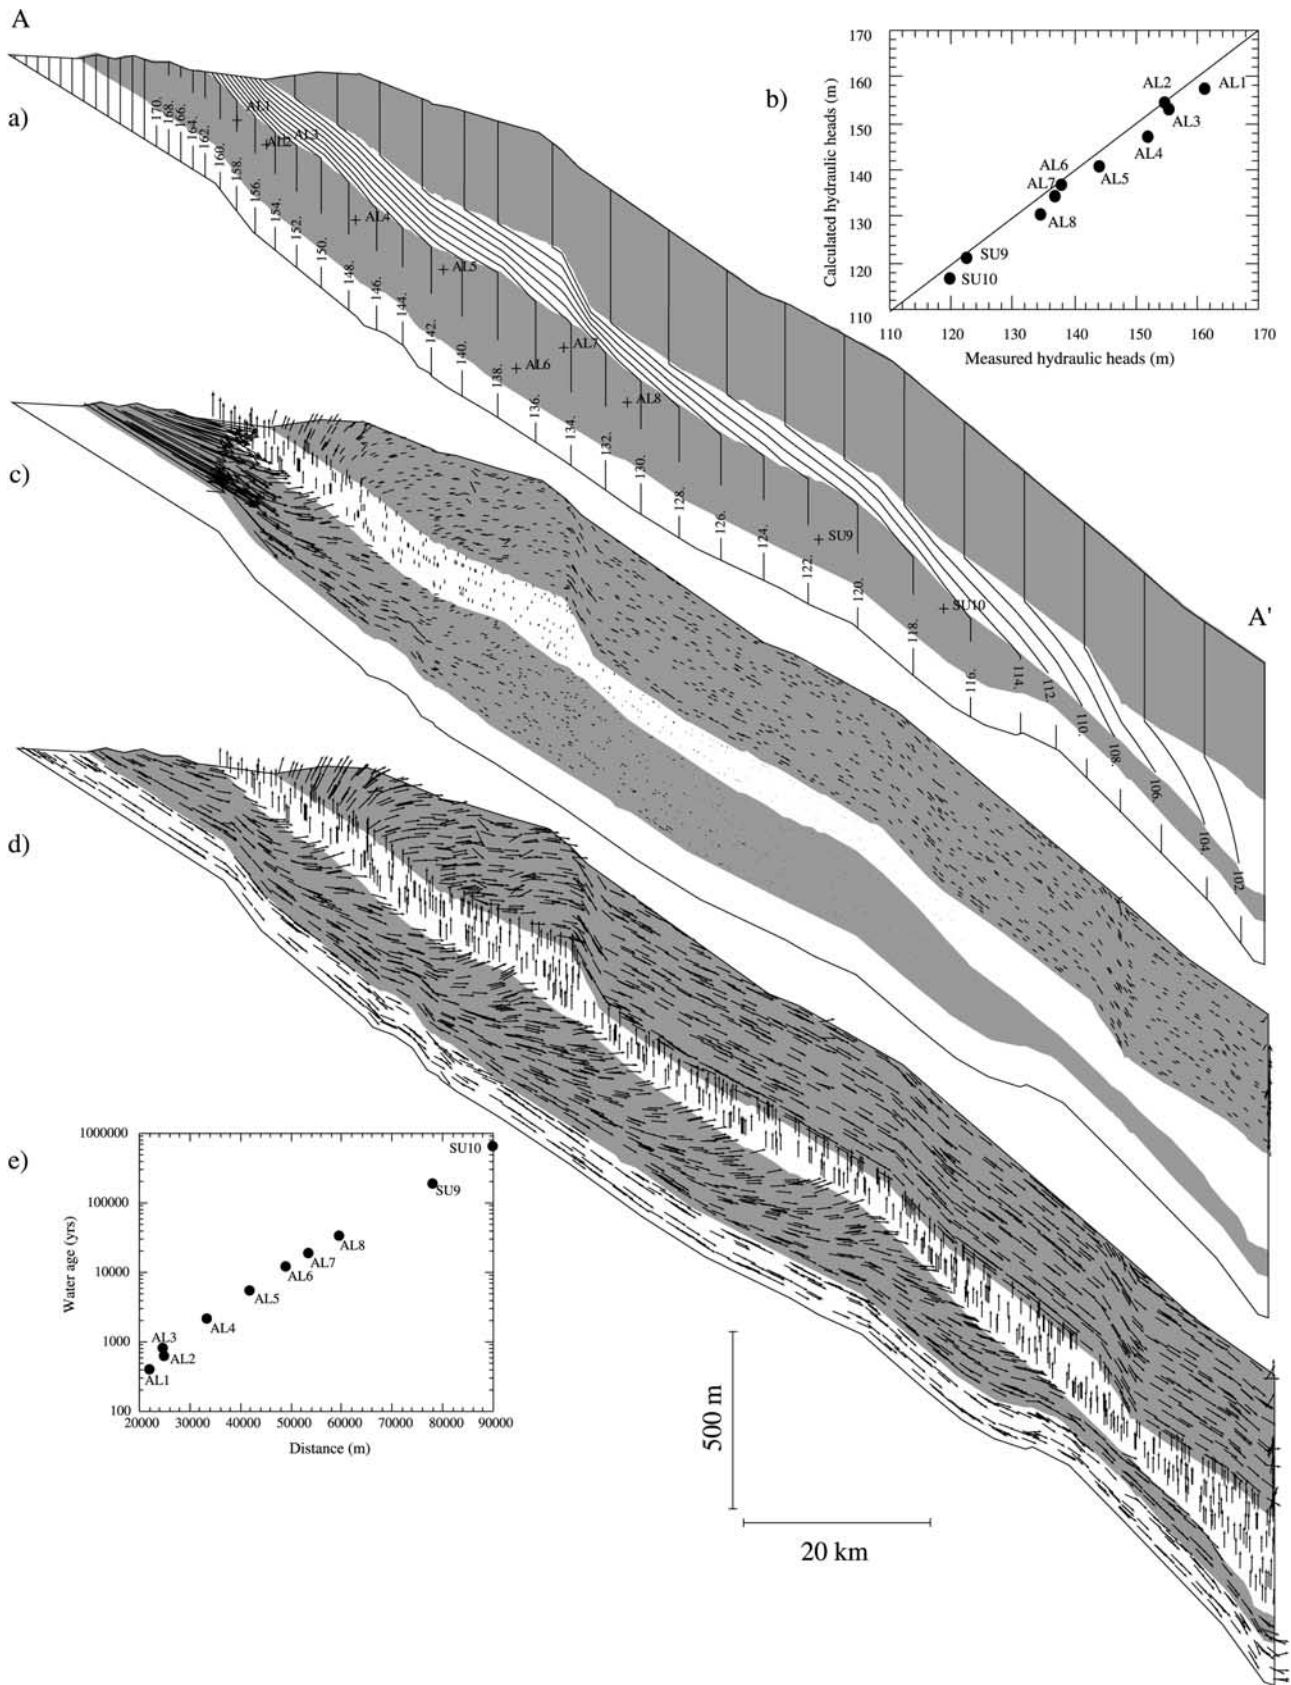 A
a)
170.
168.
166.
164.
162.
160.
158.
156.
154.
152.
150.
148.
146.
144.
142.
140.
138.
136.
134.
132.
130.
128.
126.
124.
122.
120.
118.
116.
114.
112.
110.
108.
106.
104.
102.
AL1
AL2
AL3
AL4
AL5
AL6
AL7
AL8
SU9
SU10
A'
b)
Calculated hydraulic heads (m)
170
160
150
140
130
120
110
AL2
AL1
AL3
AL4
AL6
AL7
AL5
AL8
SU9
SU10
110 120 130 140 150 160 170
Measured hydraulic heads (m)
c)
d)
e)
Water age (yrs)
1000000
100000
10000
1000
100
SU10
SU9
AL8
AL7
AL6
AL5
AL4
AL3
AL2
AL1
20000 30000 40000 50000 60000 70000 80000 90000
Distance (m)
500 m
20 km